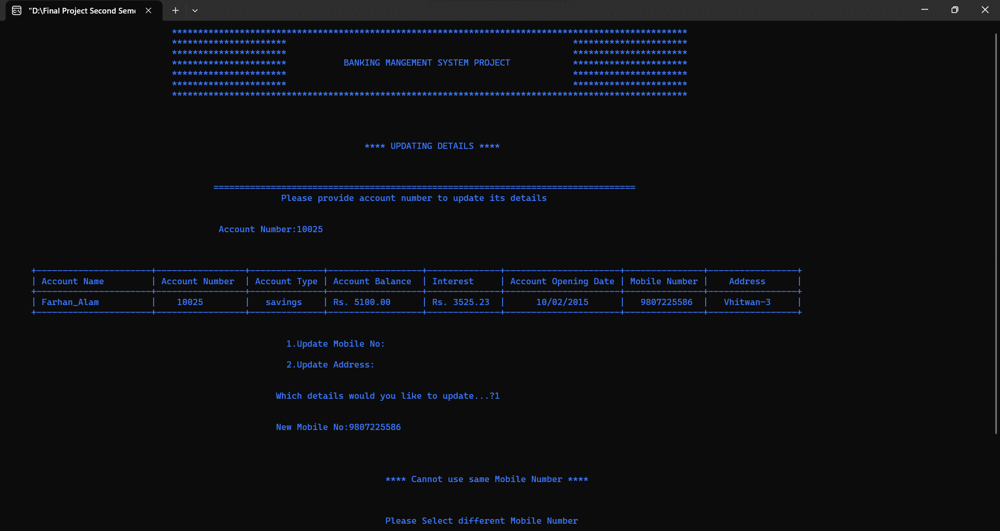 "D:\Final Project Second Seme
***************************************************************************************************
********************** **********************
********************** **********************
********************** BANKING MANGEMENT SYSTEM PROJECT **********************
********************** **********************
********************** **********************
***************************************************************************************************
**** UPDATING DETAILS ****
=================================================================================
Please provide account number to update its details
Account Number:10025
+----------------------+-----------------+--------------+------------------+--------------+----------------------+---------------+-----------------+
| Account Name | Account Number | Account Type | Account Balance | Interest | Account Opening Date | Mobile Number | Address |
+----------------------+-----------------+--------------+------------------+--------------+----------------------+---------------+-----------------+
| Farhan_Alam | 10025 | savings | Rs. 5100.00 | Rs. 3525.23 | 10/02/2015 | 9807225586 | Vhitwan-3 |
+----------------------+-----------------+--------------+------------------+--------------+----------------------+---------------+-----------------+
1.Update Mobile No:
2.Update Address:
Which details would you like to update...?1
New Mobile No:9807225586
**** Cannot use same Mobile Number ****
Please Select different Mobile Number